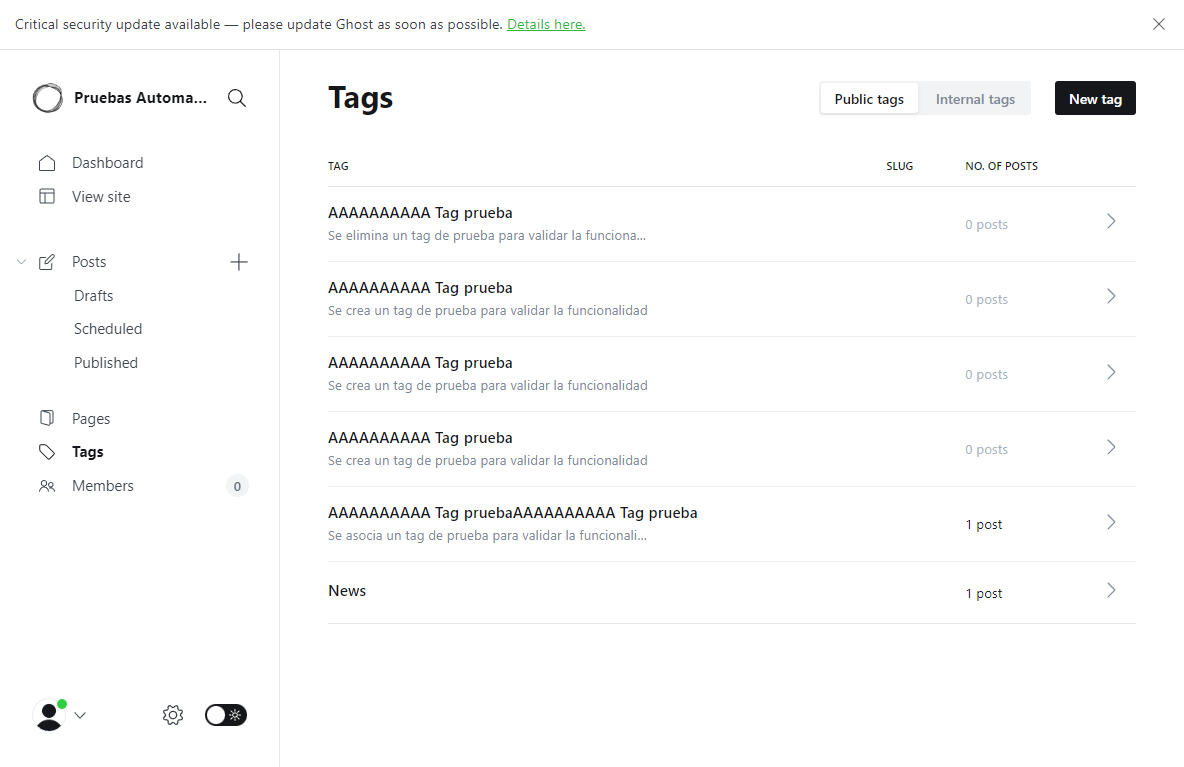 Critical security update available — please update Ghost as soon as possible. Details here.
Pruebas Automa...
Dashboard
View site
Posts
Drafts
Scheduled
Published
Pages
Tags
Members 0
Tags
Public tags Internal tags New tag
TAG SLUG NO. OF POSTS
AAAAAAAAAA Tag prueba
Se elimina un tag de prueba para validar la funciona...
0 posts
AAAAAAAAAA Tag prueba
Se crea un tag de prueba para validar la funcionalidad
0 posts
AAAAAAAAAA Tag prueba
Se crea un tag de prueba para validar la funcionalidad
0 posts
AAAAAAAAAA Tag prueba
Se crea un tag de prueba para validar la funcionalidad
0 posts
AAAAAAAAAA Tag pruebaAAAAAAAAAA Tag prueba
Se asocia un tag de prueba para validar la funcionali...
1 post
News
1 post